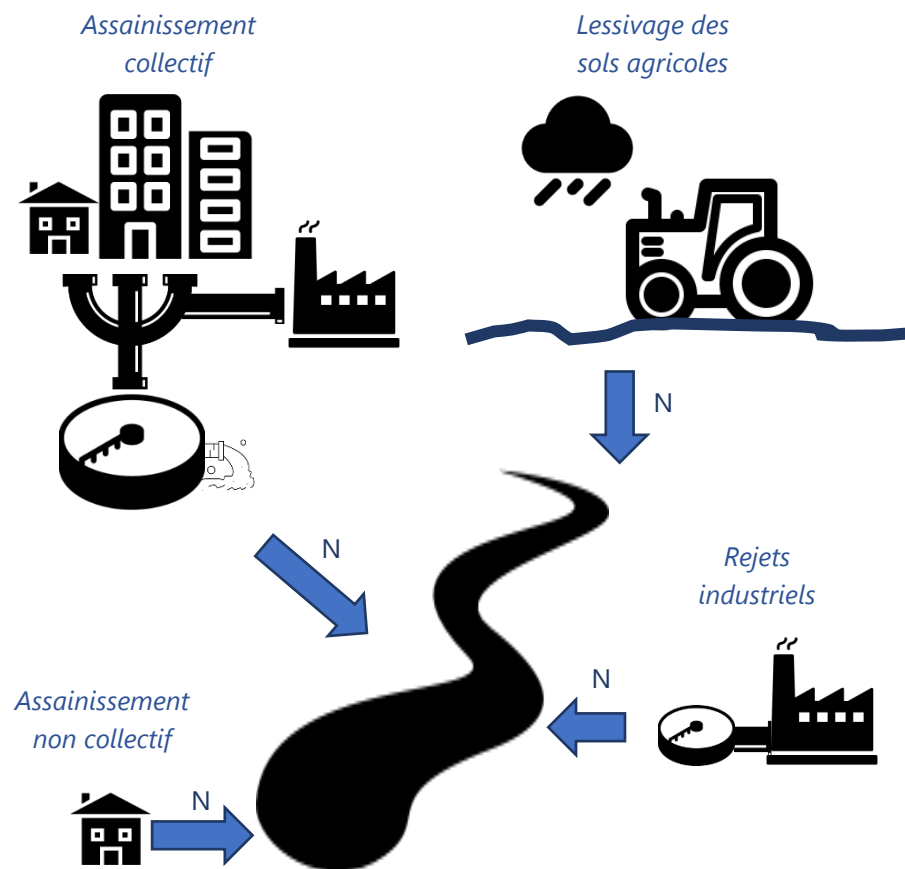 Assainissement
collectif
Lessivage des
sols agricoles
N
N
Rejets
industriels
N
Assainissement
non collectif
N